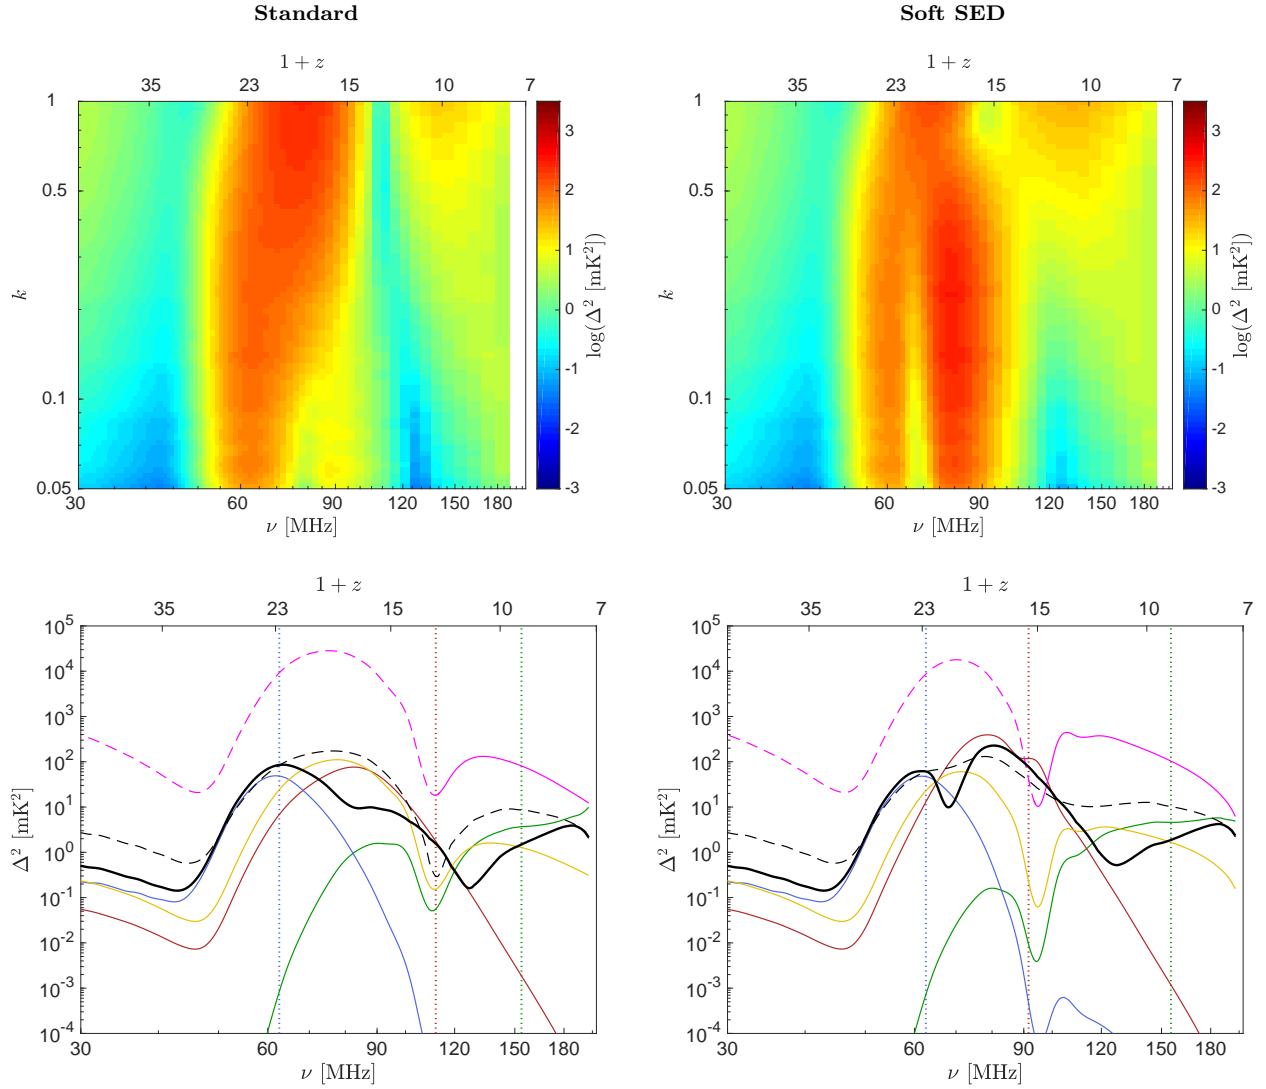 Standard
Soft SED
1 + z
1 + z
35 23 15 10 7
35 23 15 10 7
1
0.5
0.1
0.05
k
30 60 90 120 150 180
ν [MHz]
3
2
1
0
-1
-2
-3
log(Δ² [mK²])
1
0.5
0.1
0.05
k
30 60 90 120 150 180
ν [MHz]
3
2
1
0
-1
-2
-3
log(Δ² [mK²])
1 + z
1 + z
35 23 14 9 7
35 23 15 9 7
10⁵
10⁴
10³
10²
10¹
10⁰
10⁻¹
10⁻²
10⁻³
10⁻⁴
Δ² [mK²]
30 60 90 120 150 180
ν [MHz]
10⁵
10⁴
10³
10²
10¹
10⁰
10⁻¹
10⁻²
10⁻³
10⁻⁴
Δ² [mK²]
30 60 90 120 150 180
ν [MHz]